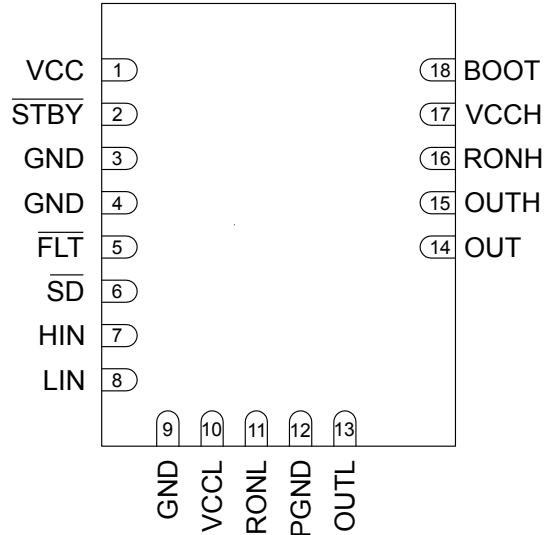 VCC 1 18 BOOT
STBY 2 17 VCCH
GND 3 16 RONH
GND 4 15 OUTH
FLT 5 14 OUT
SD 6
HIN 7
LIN 8
9 10 11 12 13
GND VCCL RONL PGND OUTL